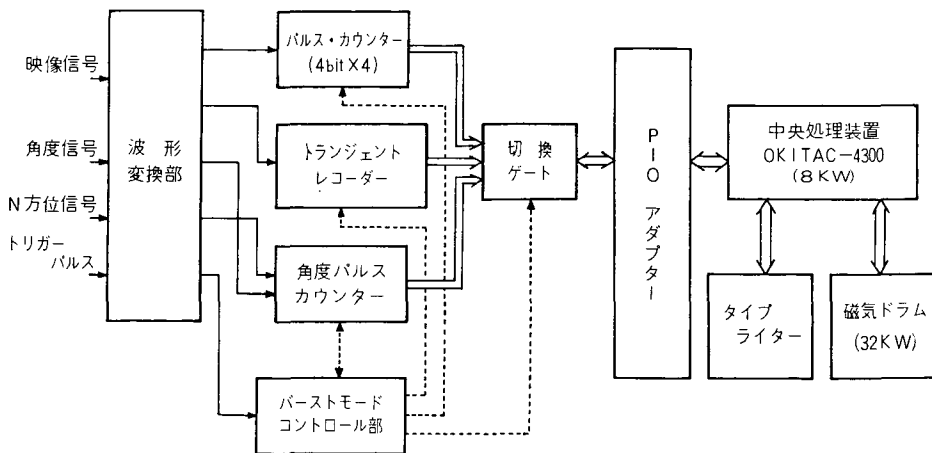 映像信号
角度信号
N方位信号
トリガー
パルス
波形
変換部
パルス・カウンター
(4bit×4)
トランジェント
レコーダー
角度パルス
カウンター
バーストモード
コントロール部
切換
ゲート
PIOアダプター
中央処理装置
OKITAC-4300
(8KW)
タイプ
ライター
磁気ドラム
(32KW)